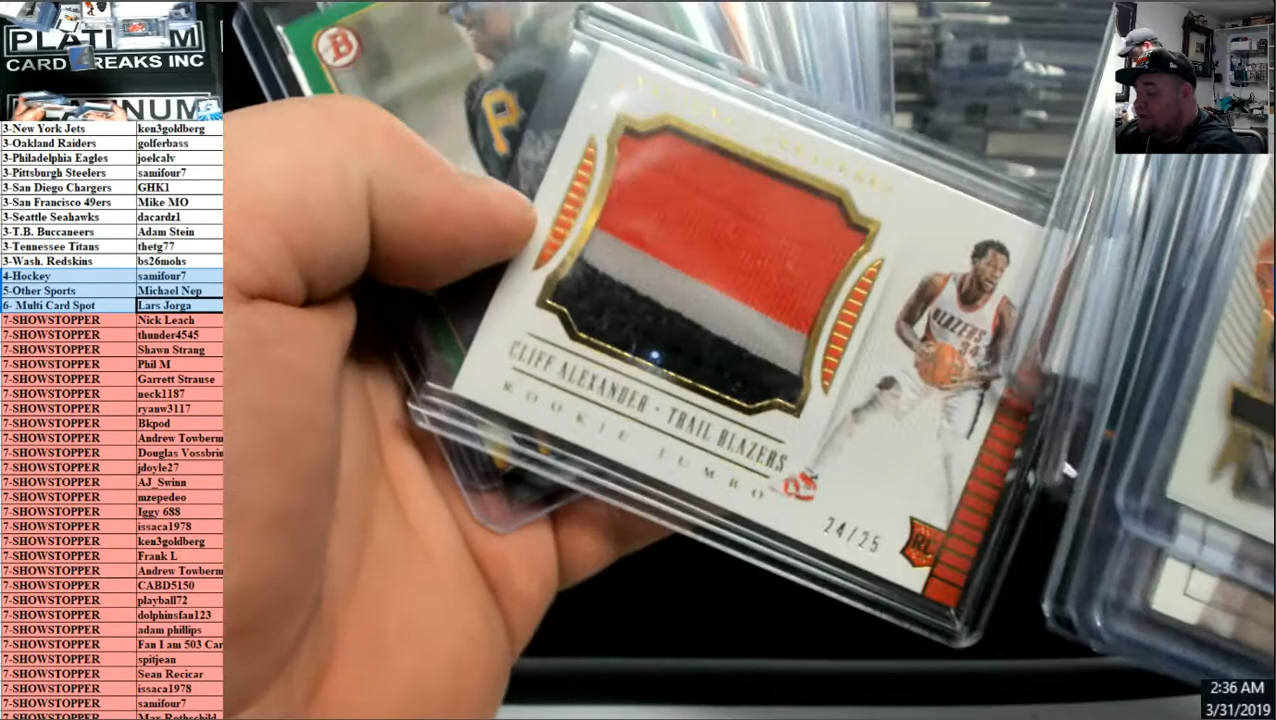 PLATINUM
CARD BREAKS INC
3-New York Jets ken3goldberg
3-Oakland Raiders golferbass
3-Philadelphia Eagles joelcalv
3-Pittsburgh Steelers samifour7
3-San Diego Chargers GHK1
3-San Francisco 49ers Mike MO
3-Seattle Seahawks dacardz1
3-T.B. Buccaneers Adam Stein
3-Tennessee Titans thetg77
3-Wash. Redskins bs26mohs
4-Hockey samifour7
5-Other Sports Michael Nep
6- Multi Card Spot Lars Jorga
7-SHOWSTOPPER Nick Leach
7-SHOWSTOPPER thunder4545
7-SHOWSTOPPER Shawn Strang
7-SHOWSTOPPER Phil M
7-SHOWSTOPPER Garrett Strause
7-SHOWSTOPPER neck1187
7-SHOWSTOPPER ryanw3117
7-SHOWSTOPPER Bkpod
7-SHOWSTOPPER Andrew Towberm
7-SHOWSTOPPER Douglas Vossbrin
7-SHOWSTOPPER jdoyle27
7-SHOWSTOPPER AJ_Swinn
7-SHOWSTOPPER mzepedeo
7-SHOWSTOPPER Iggy 688
7-SHOWSTOPPER issaca1978
7-SHOWSTOPPER ken3goldberg
7-SHOWSTOPPER Frank L
7-SHOWSTOPPER Andrew Towberm
7-SHOWSTOPPER CABD5150
7-SHOWSTOPPER playball72
7-SHOWSTOPPER dolphinsfan123
7-SHOWSTOPPER adam phillips
7-SHOWSTOPPER Fan I am 503 Car
7-SHOWSTOPPER spitjean
7-SHOWSTOPPER Sean Recicar
7-SHOWSTOPPER issaca1978
7-SHOWSTOPPER samifour7
7-SHOWSTOPPER Max Rothschild
B
P
BLAZERS
CLIFF ALEXANDER · TRAIL BLAZERS
ROOKIE JUMBO
24/25
RC
2:36 AM
3/31/2019